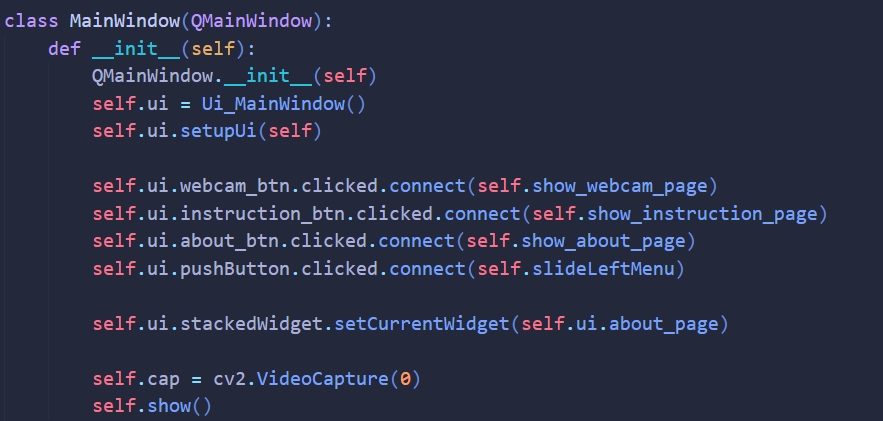 class MainWindow(QMainWindow):
    def __init__(self):
        QMainWindow.__init__(self)
        self.ui = Ui_MainWindow()
        self.ui.setupUi(self)

        self.ui.webcam_btn.clicked.connect(self.show_webcam_page)
        self.ui.instruction_btn.clicked.connect(self.show_instruction_page)
        self.ui.about_btn.clicked.connect(self.show_about_page)
        self.ui.pushButton.clicked.connect(self.slideLeftMenu)

        self.ui.stackedWidget.setCurrentWidget(self.ui.about_page)

        self.cap = cv2.VideoCapture(0)
        self.show()